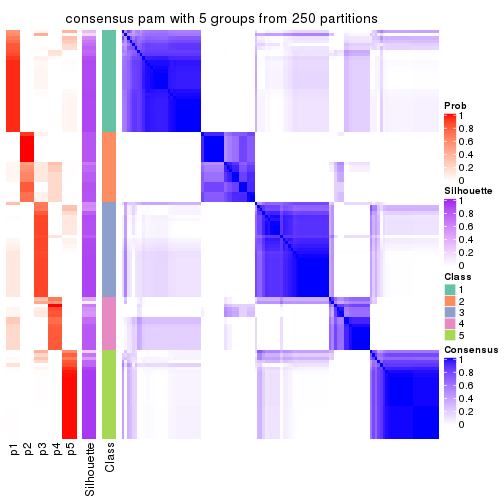 consensus pam with 5 groups from 250 partitions
Prob
1
0.8
0.6
0.4
0.2
0
Silhouette
1
0.8
0.6
0.4
0.2
0
Class
1
2
3
4
5
Consensus
1
0.8
0.6
0.4
0.2
0
p1
p2
p3
p4
p5
Silhouette
Class